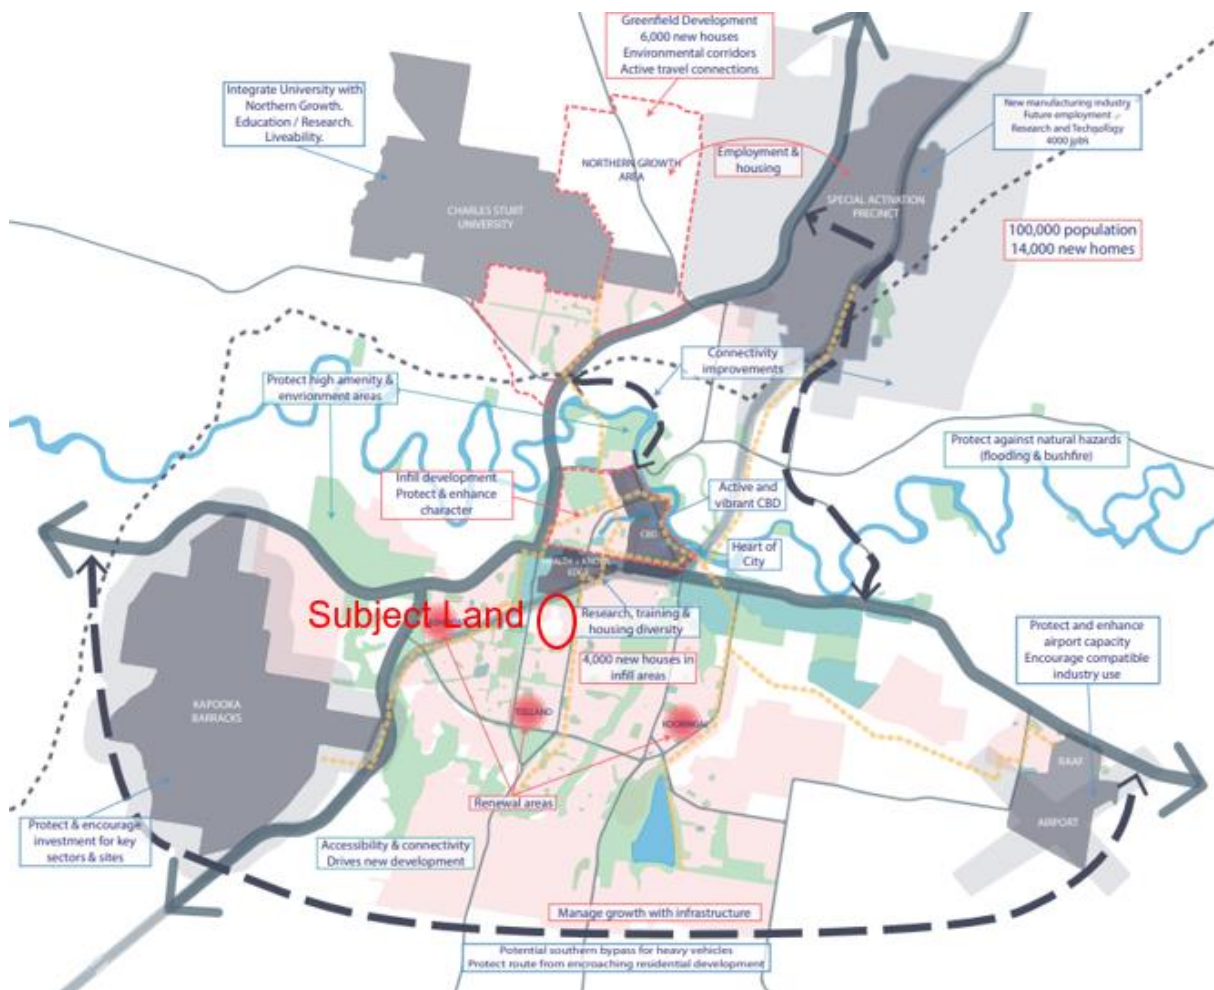 Greenfield Development
6,000 new houses
Environmental corridors
Active travel connections
Integrate University with
Northern Growth.
Education / Research.
Liveability.
New manufacturing industry
Future employment
Research and Technology
4000 jobs
Employment &
housing
NORTHERN GROWTH
AREA
CHARLES STURT
UNIVERSITY
SPECIAL ACTIVATION
PRECINCT
100,000 population
14,000 new homes
Connectivity
improvements
Protect high amenity &
envrionment areas
Protect against natural hazards
(flooding & bushfire)
Infill development
Protect & enhance
character
Active and
vibrant CBD
CBD
Heart of
City
Subject Land
Research, training &
housing diversity
4,000 new houses in
infill areas
Protect and enhance
airport capacity
Encourage compatible
industry use
KAPOOKA
BARRACKS
TOLLAND
KOORINGAL
RAAF
AIRPORT
Renewal areas
Protect & encourage
investment for key
sectors & sites
Accessibility & connectivity
Drives new development
Manage growth with infrastructure
Potential southern bypass for heavy vehicles
Protect route from encroaching residential development